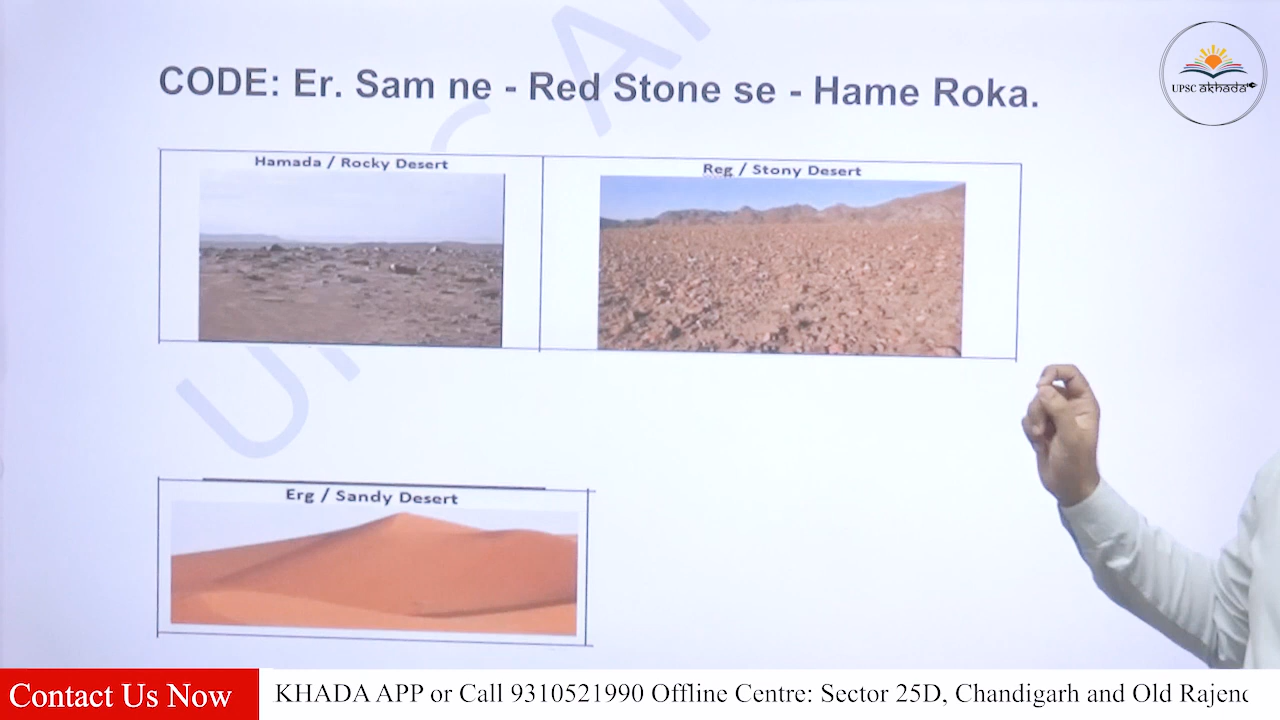 CODE: Er. Sam ne - Red Stone se - Hame Roka.
UPSC akhada
Hamada / Rocky Desert
Reg / Stony Desert
Erg / Sandy Desert
Contact Us Now
KHADA APP or Call 9310521990 Offline Centre: Sector 25D, Chandigarh and Old Rajend